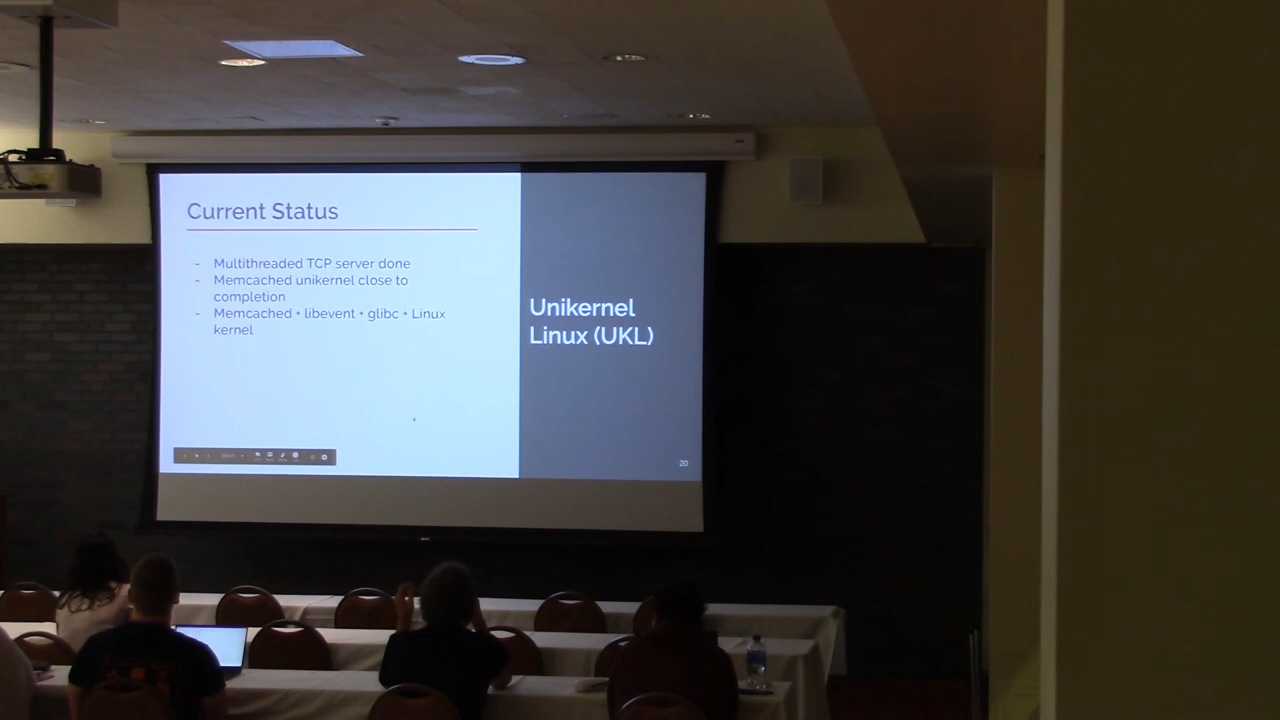 Current Status
- Multithreaded TCP server done
- Memcached unikernel close to
completion
- Memcached + libevent + glibc + Linux
kernel
Unikernel
Linux (UKL)
20